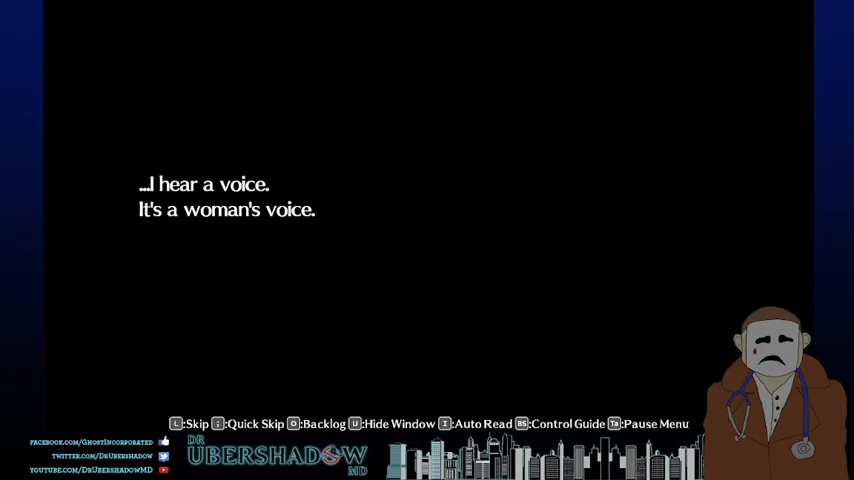 ...I hear a voice.
It's a woman's voice.
L:Skip ;:Quick Skip O:Backlog U:Hide Window I:Auto Read BS:Control Guide Ta:Pause Menu
facebook.com/GhostIncorporated
twitter.com/DrUbershadow
youtube.com/DrUbershadowMD
DR
UBERSHADOW
MD